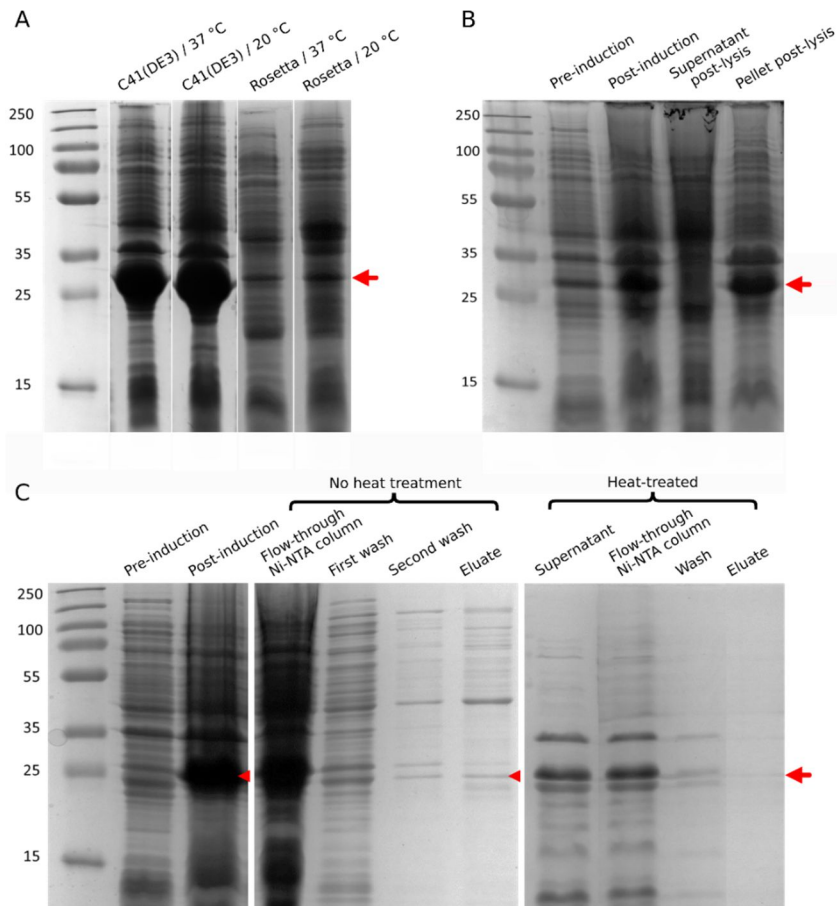 A
C41(DE3) / 37 °C
C41(DE3) / 20 °C
Rosetta / 37 °C
Rosetta / 20 °C
250
100
55
35
25
15
B
Pre-induction
Post-induction
Supernatant
post-lysis
Pellet post-lysis
250
100
55
35
25
15
C
No heat treatment
Heat-treated
Pre-induction
Post-induction
Flow-through
Ni-NTA column
First wash
Second wash
Eluate
Supernatant
Flow-through
Ni-NTA column
Wash
Eluate
250
100
55
35
25
15